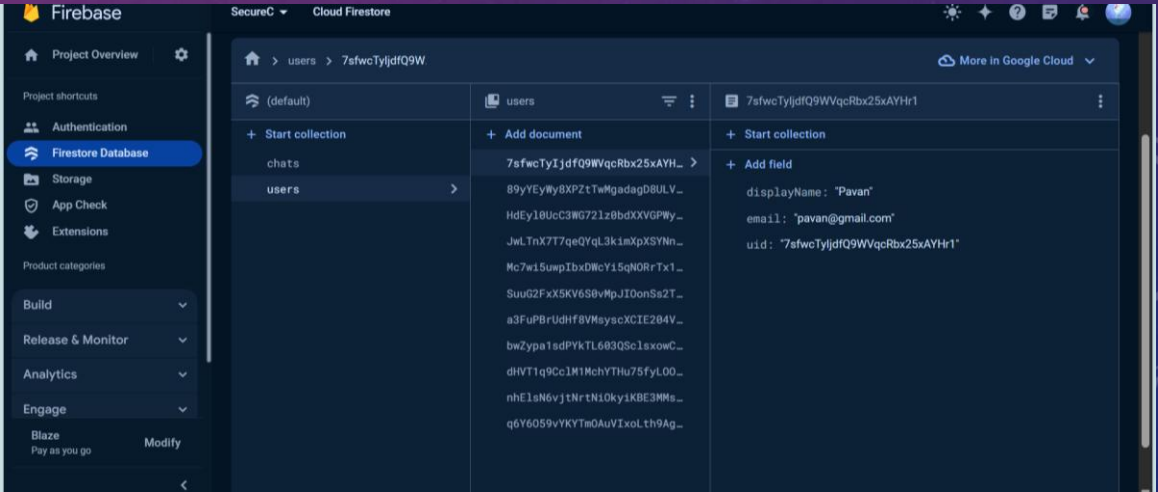 Firebase
SecureC
Cloud Firestore
Project Overview
Project shortcuts
Authentication
Firestore Database
Storage
App Check
Extensions
Product categories
Build
Release & Monitor
Analytics
Engage
Blaze
Pay as you go
Modify
users > 7sfwcTyljdfQ9W
More in Google Cloud
(default)
+ Start collection
chats
users
users
+ Add document
7sfwcTyIjdfQ9WVqcRbx25xAYH…
89yYEyWy8XPZtTwMgadagD8ULV…
HdEyl0UcC3WG72lz0bdXXVGPWy…
JwLTnX7T7qeQYqL3kimXpXSYNn…
Mc7wi5uwpIbxDWcYi5qNORrTx1…
SuuG2FxX5KV6S0vMpJIOonSs2T…
a3FuPBrUdHf8VMsyscXCIE204V…
bwZypa1sdPYkTL603QSclsxowC…
dHVT1q9CclM1MchYTHu75fyLOO…
nhElsN6vjtNrtNiOkyiKBE3MMs…
q6Y6O59vYKYTmOAuVIxoLth9Ag…
7sfwcTyljdfQ9WVqcRbx25xAYHr1
+ Start collection
+ Add field
displayName: "Pavan"
email: "pavan@gmail.com"
uid: "7sfwcTyljdfQ9WVqcRbx25xAYHr1"